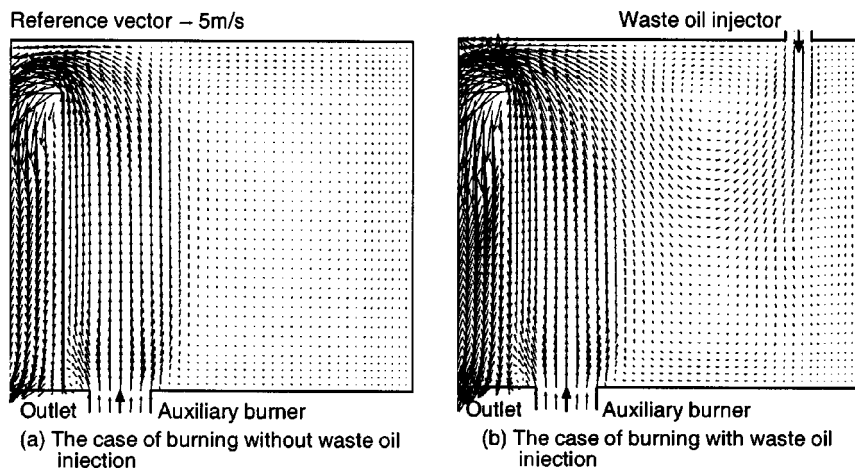 Reference vector → 5m/s
Waste oil injector
Outlet
Auxiliary burner
(a) The case of burning without waste oil
injection
Outlet
Auxiliary burner
(b) The case of burning with waste oil
injection